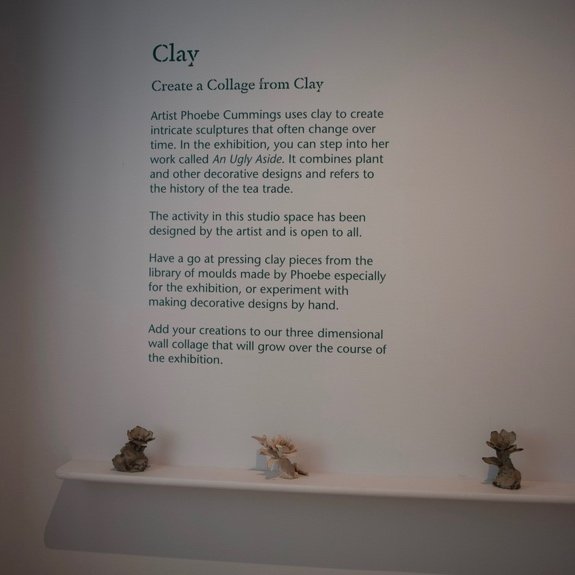 Clay
Create a Collage from Clay
Artist Phoebe Cummings uses clay to create
intricate sculptures that often change over
time. In the exhibition, you can step into her
work called An Ugly Aside. It combines plant
and other decorative designs and refers to
the history of the tea trade.
The activity in this studio space has been
designed by the artist and is open to all.
Have a go at pressing clay pieces from the
library of moulds made by Phoebe especially
for the exhibition, or experiment with
making decorative designs by hand.
Add your creations to our three dimensional
wall collage that will grow over the course of
the exhibition.